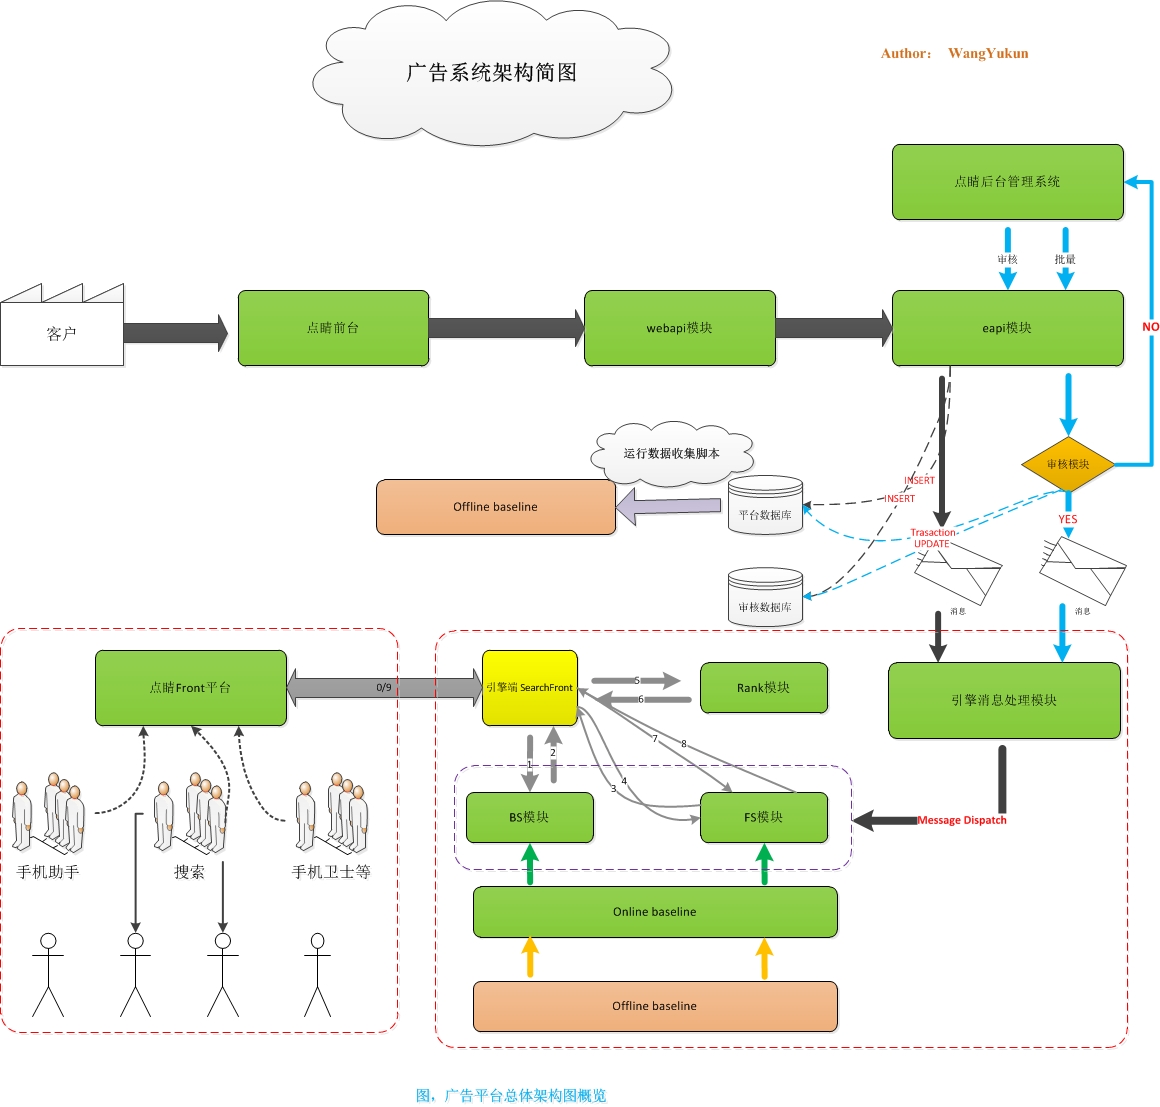 广告系统架构简图
Author: WangYukun
点睛后台管理系统
审核
批量
客户
点睛前台
webapi模块
eapi模块
NO
运行数据收集脚本
审核模块
Offline baseline
平台数据库
INSERT
INSERT
YES
Trasaction
UPDATE
审核数据库
消息
消息
点睛Front平台
0/9
引擎端 SearchFront
5
6
Rank模块
引擎消息处理模块
7
8
1
2
4
3
BS模块
FS模块
Message Dispatch
手机助手
搜索
手机卫士等
Online baseline
Offline baseline
图，广告平台总体架构图概览